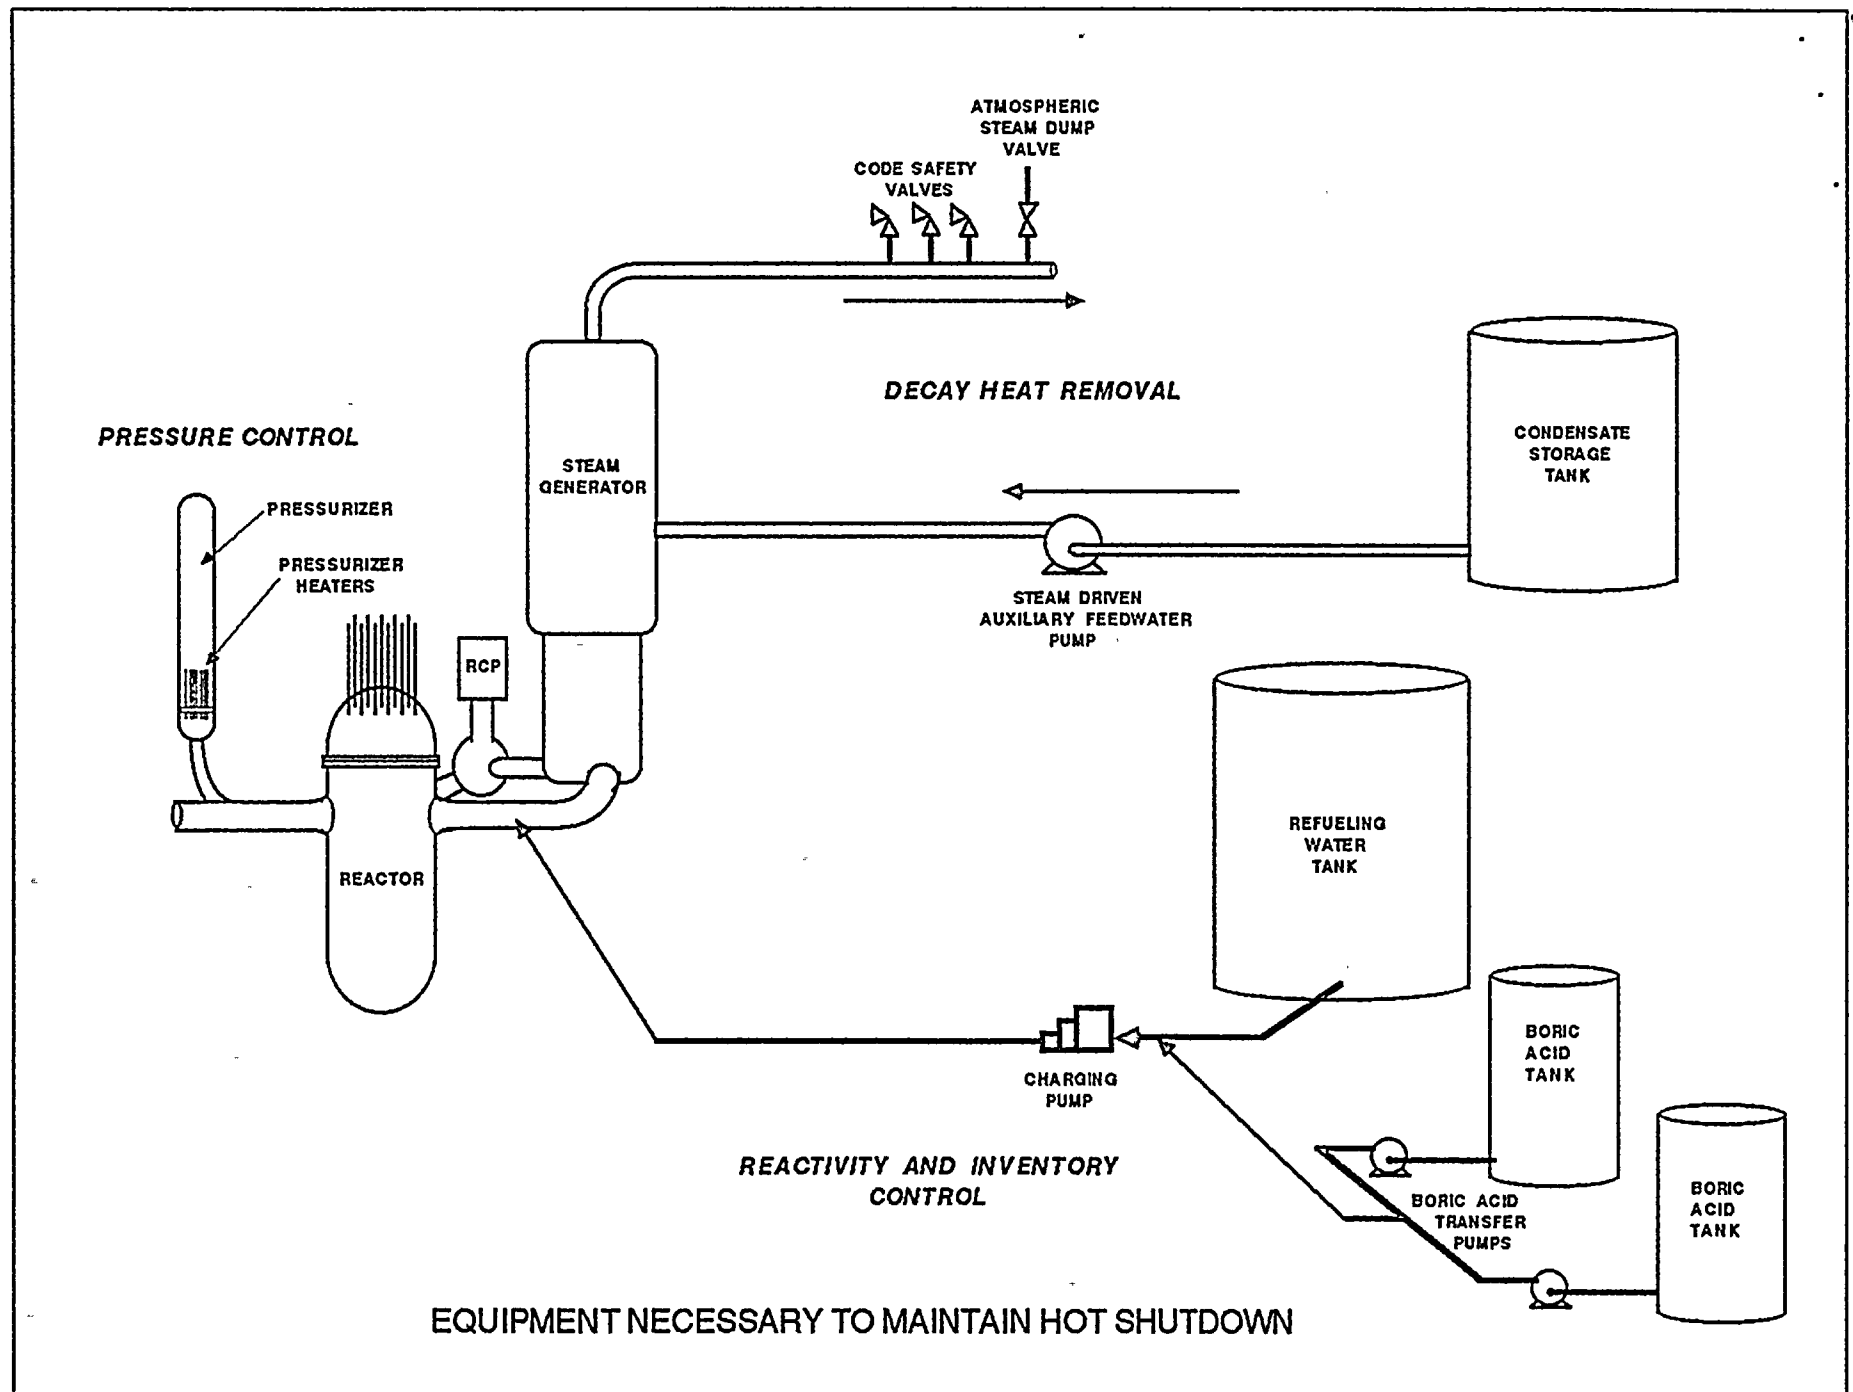 ATMOSPHERIC
STEAM DUMP
VALVE
CODE SAFETY
VALVES
DECAY HEAT REMOVAL
PRESSURE CONTROL
CONDENSATE
STORAGE
TANK
STEAM
GENERATOR
PRESSURIZER
PRESSURIZER
HEATERS
STEAM DRIVEN
AUXILIARY FEEDWATER
PUMP
RCP
REFUELING
WATER
TANK
REACTOR
BORIC
ACID
TANK
CHARGING
PUMP
REACTIVITY AND INVENTORY
CONTROL
BORIC ACID
TRANSFER
PUMPS
BORIC
ACID
TANK
EQUIPMENT NECESSARY TO MAINTAIN HOT SHUTDOWN